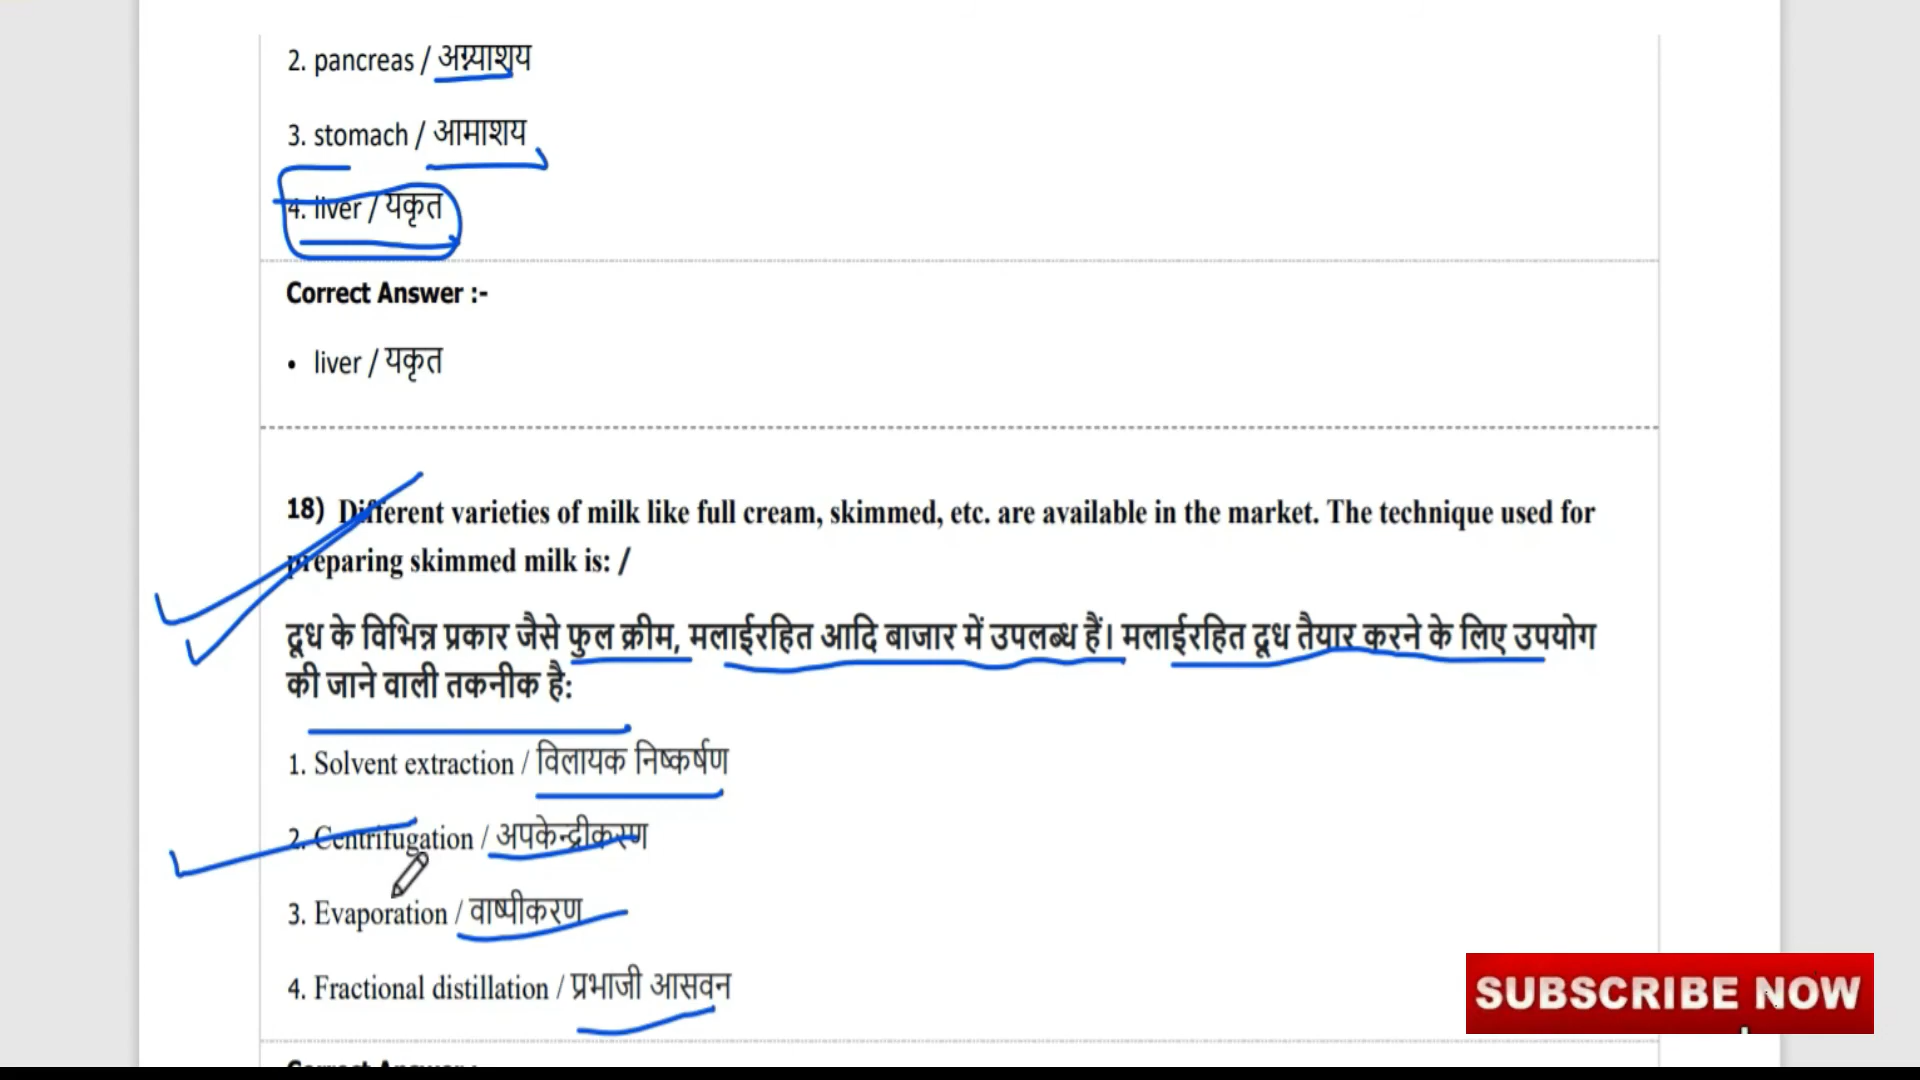 2. pancreas / अग्न्याशय
3. stomach / आमाशय
4. liver / यकृत
Correct Answer :-
• liver / यकृत
18) Different varieties of milk like full cream, skimmed, etc. are available in the market. The technique used for
preparing skimmed milk is: /
दूध के विभिन्न प्रकार जैसे फुल क्रीम, मलाईरहित आदि बाजार में उपलब्ध हैं। मलाईरहित दूध तैयार करने के लिए उपयोग
की जाने वाली तकनीक है:
1. Solvent extraction / विलायक निष्कर्षण
2. Centrifugation / अपकेन्द्रीकरण
3. Evaporation / वाष्पीकरण
4. Fractional distillation / प्रभाजी आसवन
SUBSCRIBE NOW
Correct Answer :-